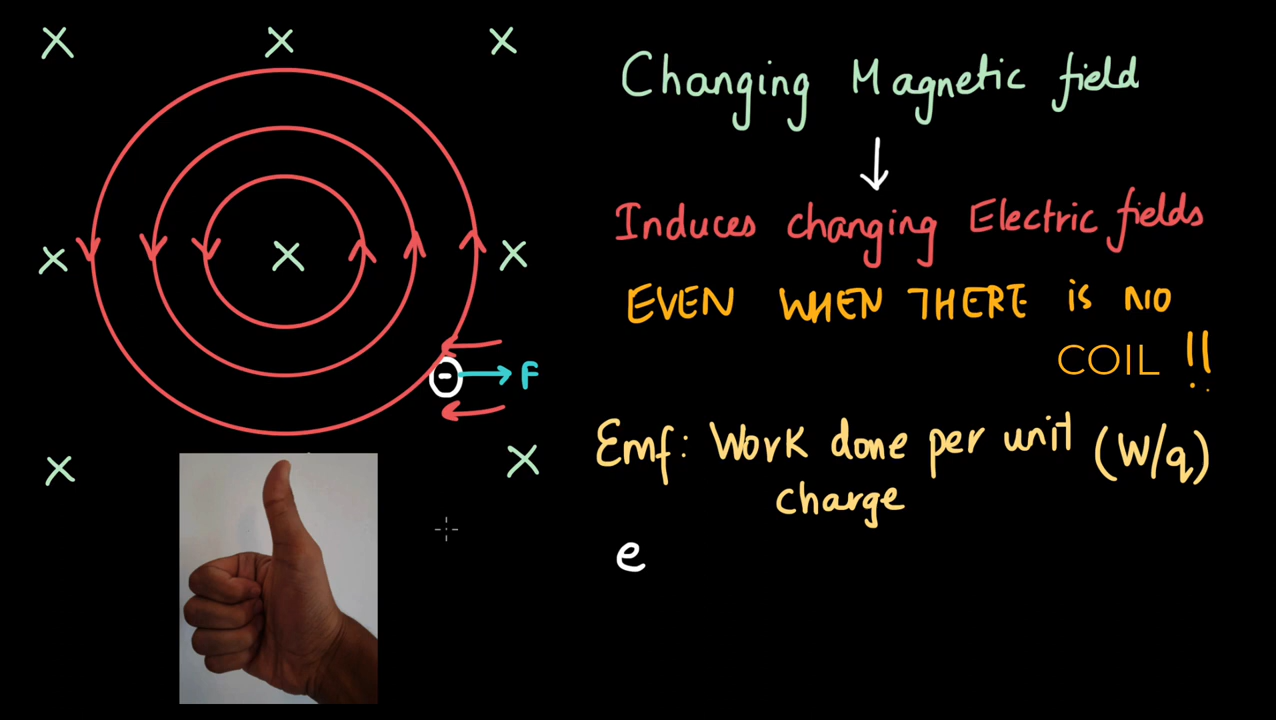 Changing Magnetic field
Induces changing Electric fields
EVEN WHEN THERE is NO
COIL !!
F
Emf: Work done per unit (W/q)
charge
e